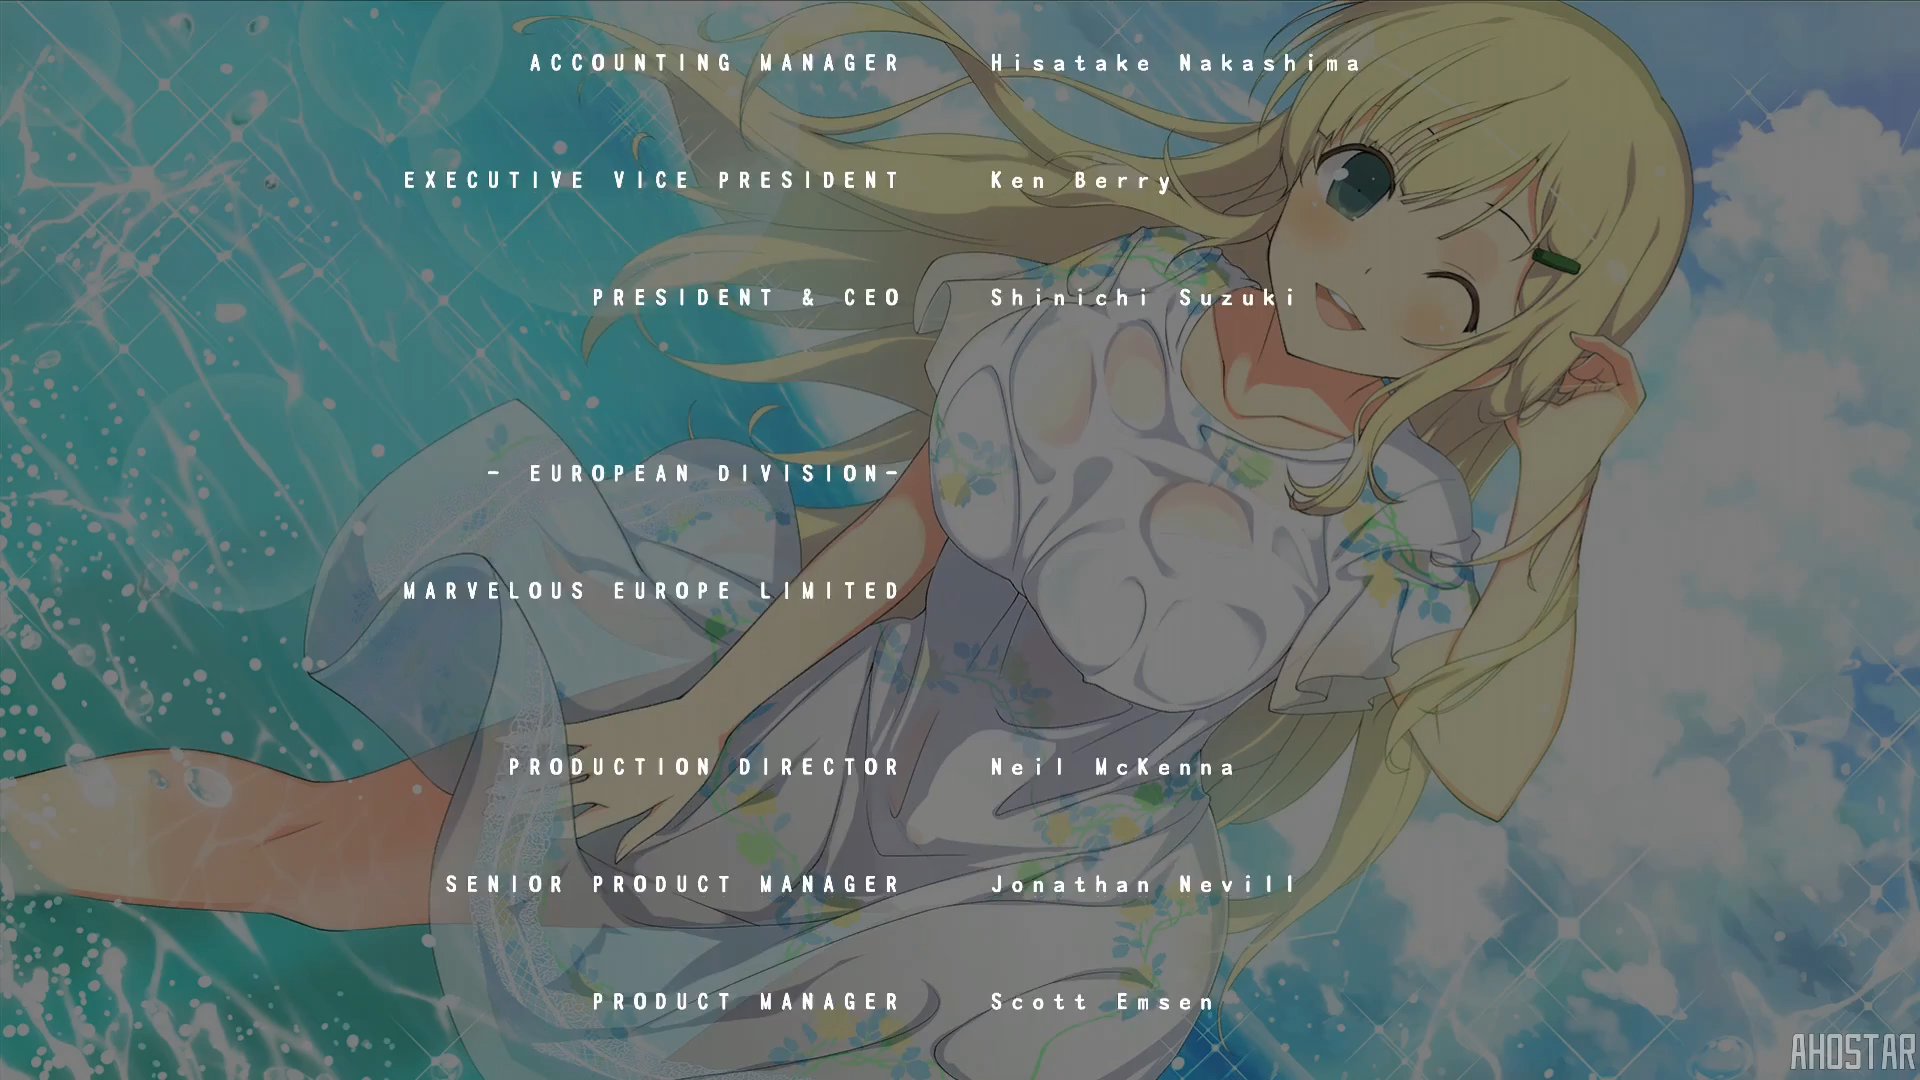 ACCOUNTING MANAGER Hisatake Nakashima
EXECUTIVE VICE PRESIDENT Ken Berry
PRESIDENT & CEO Shinichi Suzuki
- EUROPEAN DIVISION-
MARVELOUS EUROPE LIMITED
PRODUCTION DIRECTOR Neil McKenna
SENIOR PRODUCT MANAGER Jonathan Nevill
PRODUCT MANAGER Scott Emsen
AHOSTAR